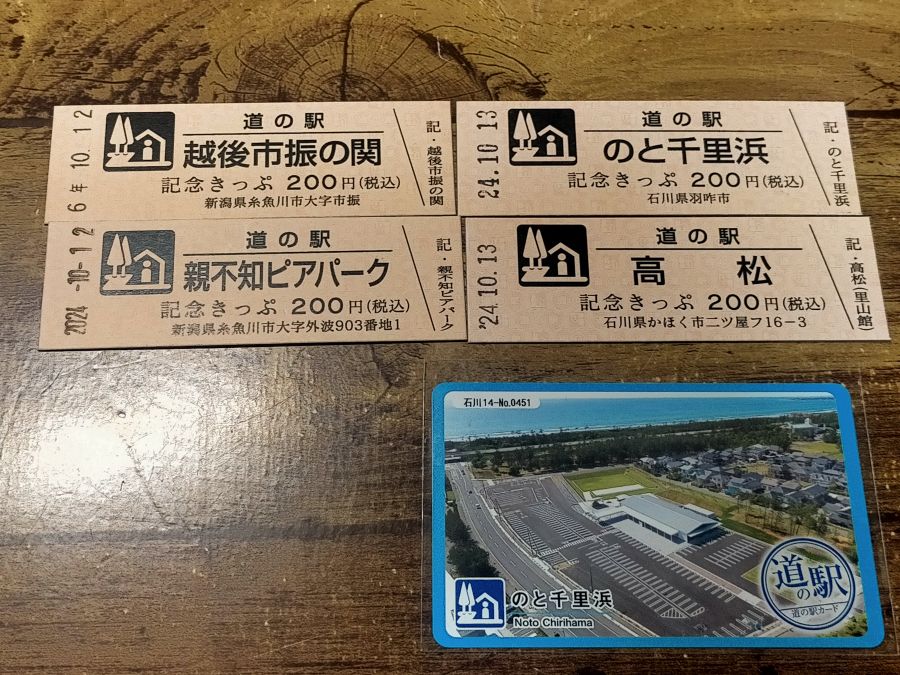 6年10.12
道の駅
越後市振の関
記念きっぷ 200円(税込)
新潟県糸魚川市大字市振
記・越後市振の関
24.10.13
道の駅
のと千里浜
記念きっぷ 200円(税込)
石川県羽咋市
記・のと千里浜
2024.-10.-12
道の駅
親不知ピアパーク
記念きっぷ 200円(税込)
新潟県糸魚川市大字外波903番地1
記・親不知ピアパーク
24.10.13
道の駅
高松
記念きっぷ 200円(税込)
石川県かほく市二ツ屋フ16-3
記・高松(里山館)
石川14-No.0451
のと千里浜
Noto Chirihama
道の駅
道の駅カード